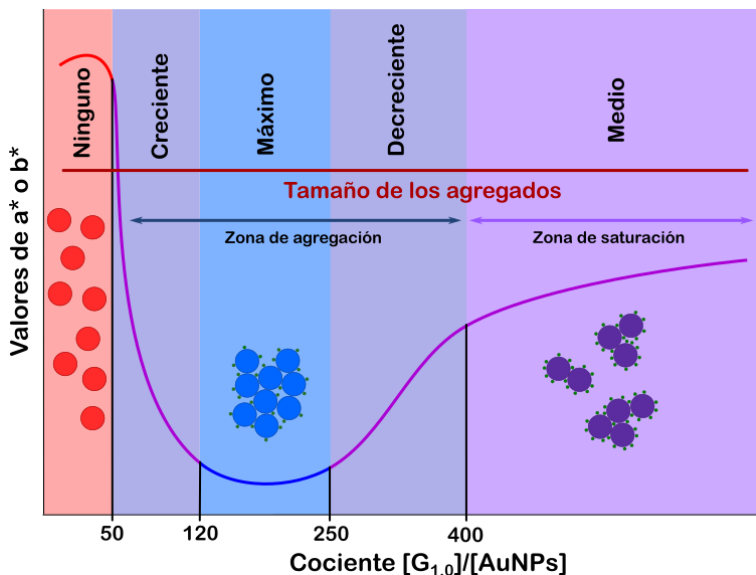 Ninguno
Creciente
Máximo
Decreciente
Medio
Tamaño de los agregados
Zona de agregación
Zona de saturación
Valores de a* o b*
50
120
250
400
Cociente [G1,0]/[AuNPs]